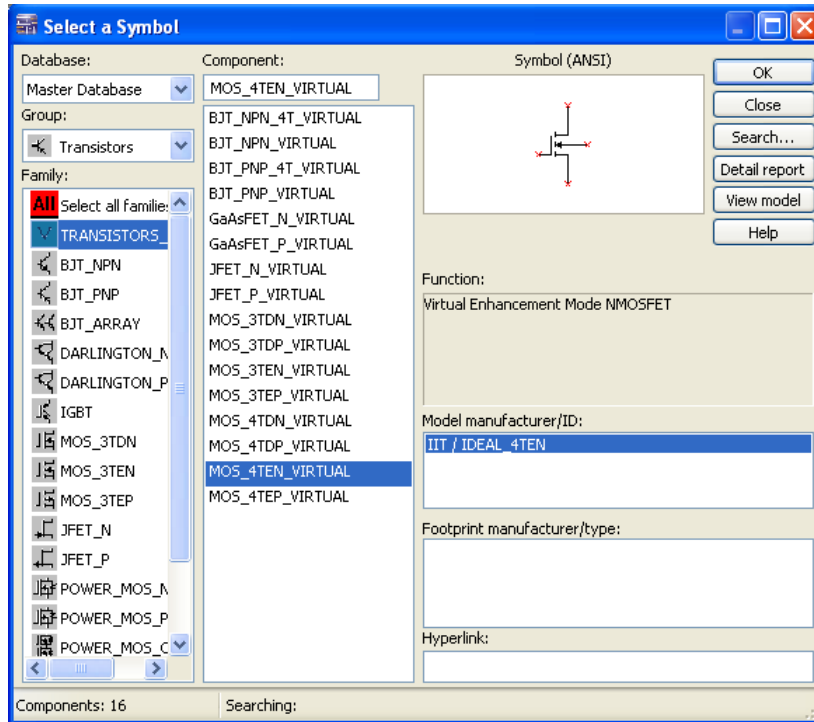 Select a Symbol
Database:
Master Database
Group:
Transistors
Family:
All Select all familie
TRANSISTORS_
BJT_NPN
BJT_PNP
BJT_ARRAY
DARLINGTON_N
DARLINGTON_P
IGBT
MOS_3TDN
MOS_3TEN
MOS_3TEP
JFET_N
JFET_P
POWER_MOS_N
POWER_MOS_P
POWER_MOS_C
Component:
MOS_4TEN_VIRTUAL
BJT_NPN_4T_VIRTUAL
BJT_NPN_VIRTUAL
BJT_PNP_4T_VIRTUAL
BJT_PNP_VIRTUAL
GaAsFET_N_VIRTUAL
GaAsFET_P_VIRTUAL
JFET_N_VIRTUAL
JFET_P_VIRTUAL
MOS_3TDN_VIRTUAL
MOS_3TDP_VIRTUAL
MOS_3TEN_VIRTUAL
MOS_3TEP_VIRTUAL
MOS_4TDN_VIRTUAL
MOS_4TDP_VIRTUAL
MOS_4TEN_VIRTUAL
MOS_4TEP_VIRTUAL
Symbol (ANSI)
OK
Close
Search...
Detail report
View model
Help
Function:
Virtual Enhancement Mode NMOSFET
Model manufacturer/ID:
IIT / IDEAL_4TEN
Footprint manufacturer/type:
Hyperlink:
Components: 16
Searching: